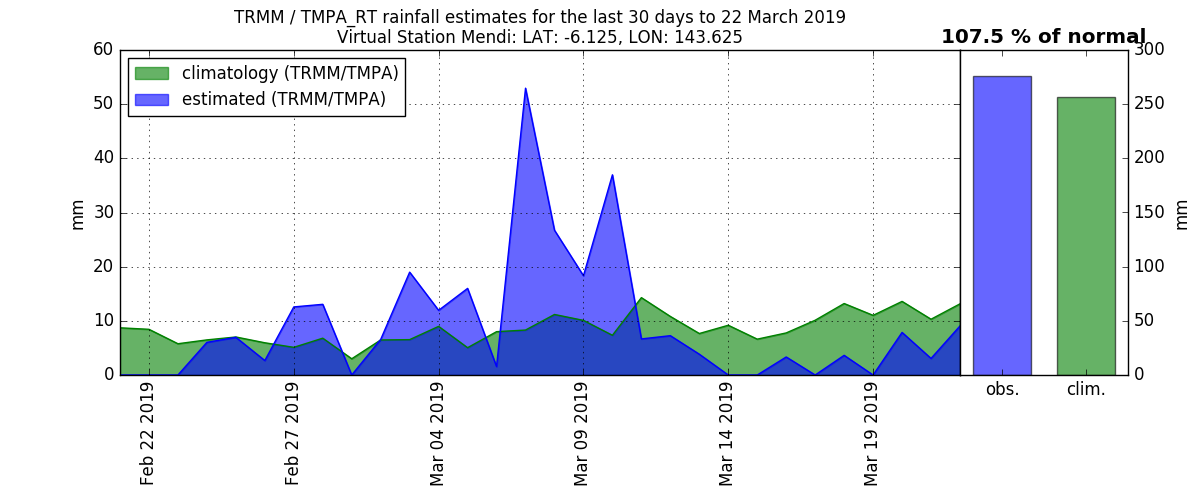 TRMM / TMPA_RT rainfall estimates for the last 30 days to 22 March 2019
Virtual Station Mendi: LAT: -6.125, LON: 143.625
107.5 % of normal
climatology (TRMM/TMPA)
estimated (TRMM/TMPA)
60
50
40
30
20
10
0
mm
Feb 22 2019
Feb 27 2019
Mar 04 2019
Mar 09 2019
Mar 14 2019
Mar 19 2019
300
250
200
150
100
50
0
mm
obs.
clim.